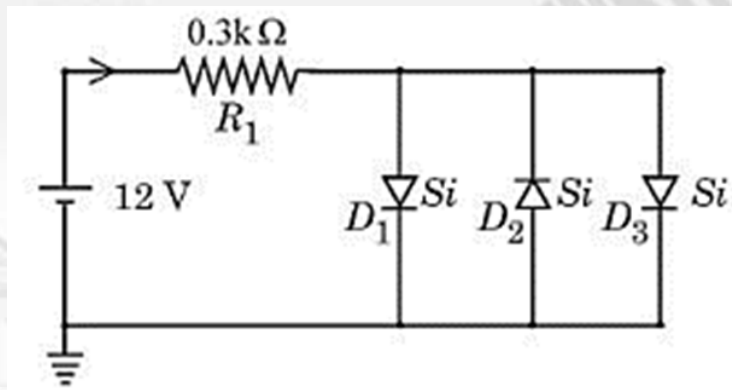 0.3kΩ
R₁
12 V
D₁ Si
D₂ Si
D₃ Si